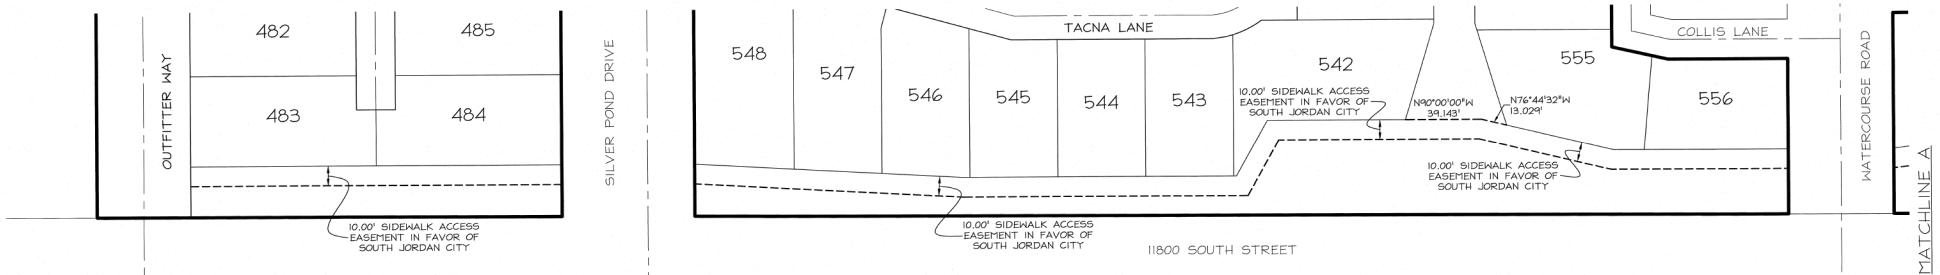 482
485
483
484
OUTFITTER WAY
SILVER POND DRIVE
10.00' SIDEWALK ACCESS
EASEMENT IN FAVOR OF
SOUTH JORDAN CITY
548
547
546
545
544
543
TACNA LANE
542
10.00' SIDEWALK ACCESS
EASEMENT IN FAVOR OF
SOUTH JORDAN CITY
N90°00'00"W
39.143'
N76°44'32"W
13.029'
555
556
COLLIS LANE
10.00' SIDEWALK ACCESS
EASEMENT IN FAVOR OF
SOUTH JORDAN CITY
10.00' SIDEWALK ACCESS
EASEMENT IN FAVOR OF
SOUTH JORDAN CITY
11800 SOUTH STREET
WATERCOURSE ROAD
MATCHLINE A